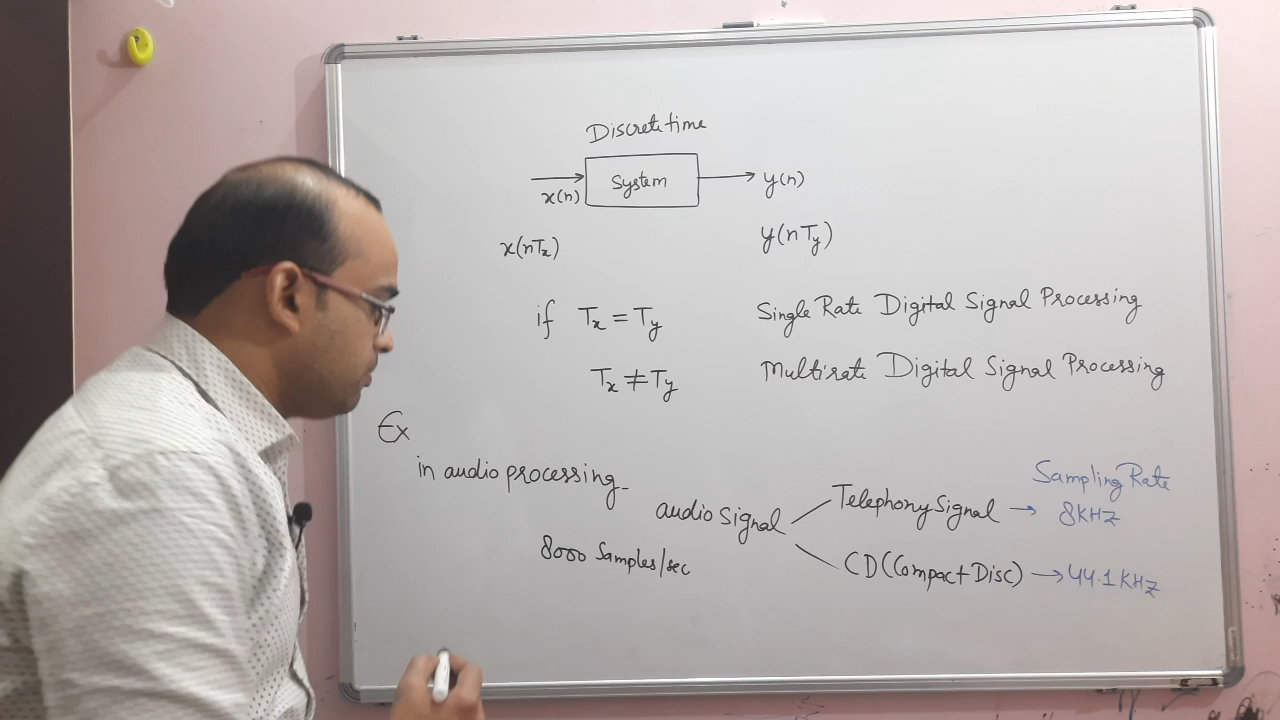 Discrete time
x(n) System y(n)
x(nTx) y(nTy)
if Tx = Ty Single Rate Digital Signal Processing
Tx ≠ Ty Multirate Digital Signal Processing
Ex
in audio processing
Sampling Rate
audio Signal Telephony Signal → 8KHZ
8000 Samples/sec CD(Compact Disc) → 44.1 KHZ